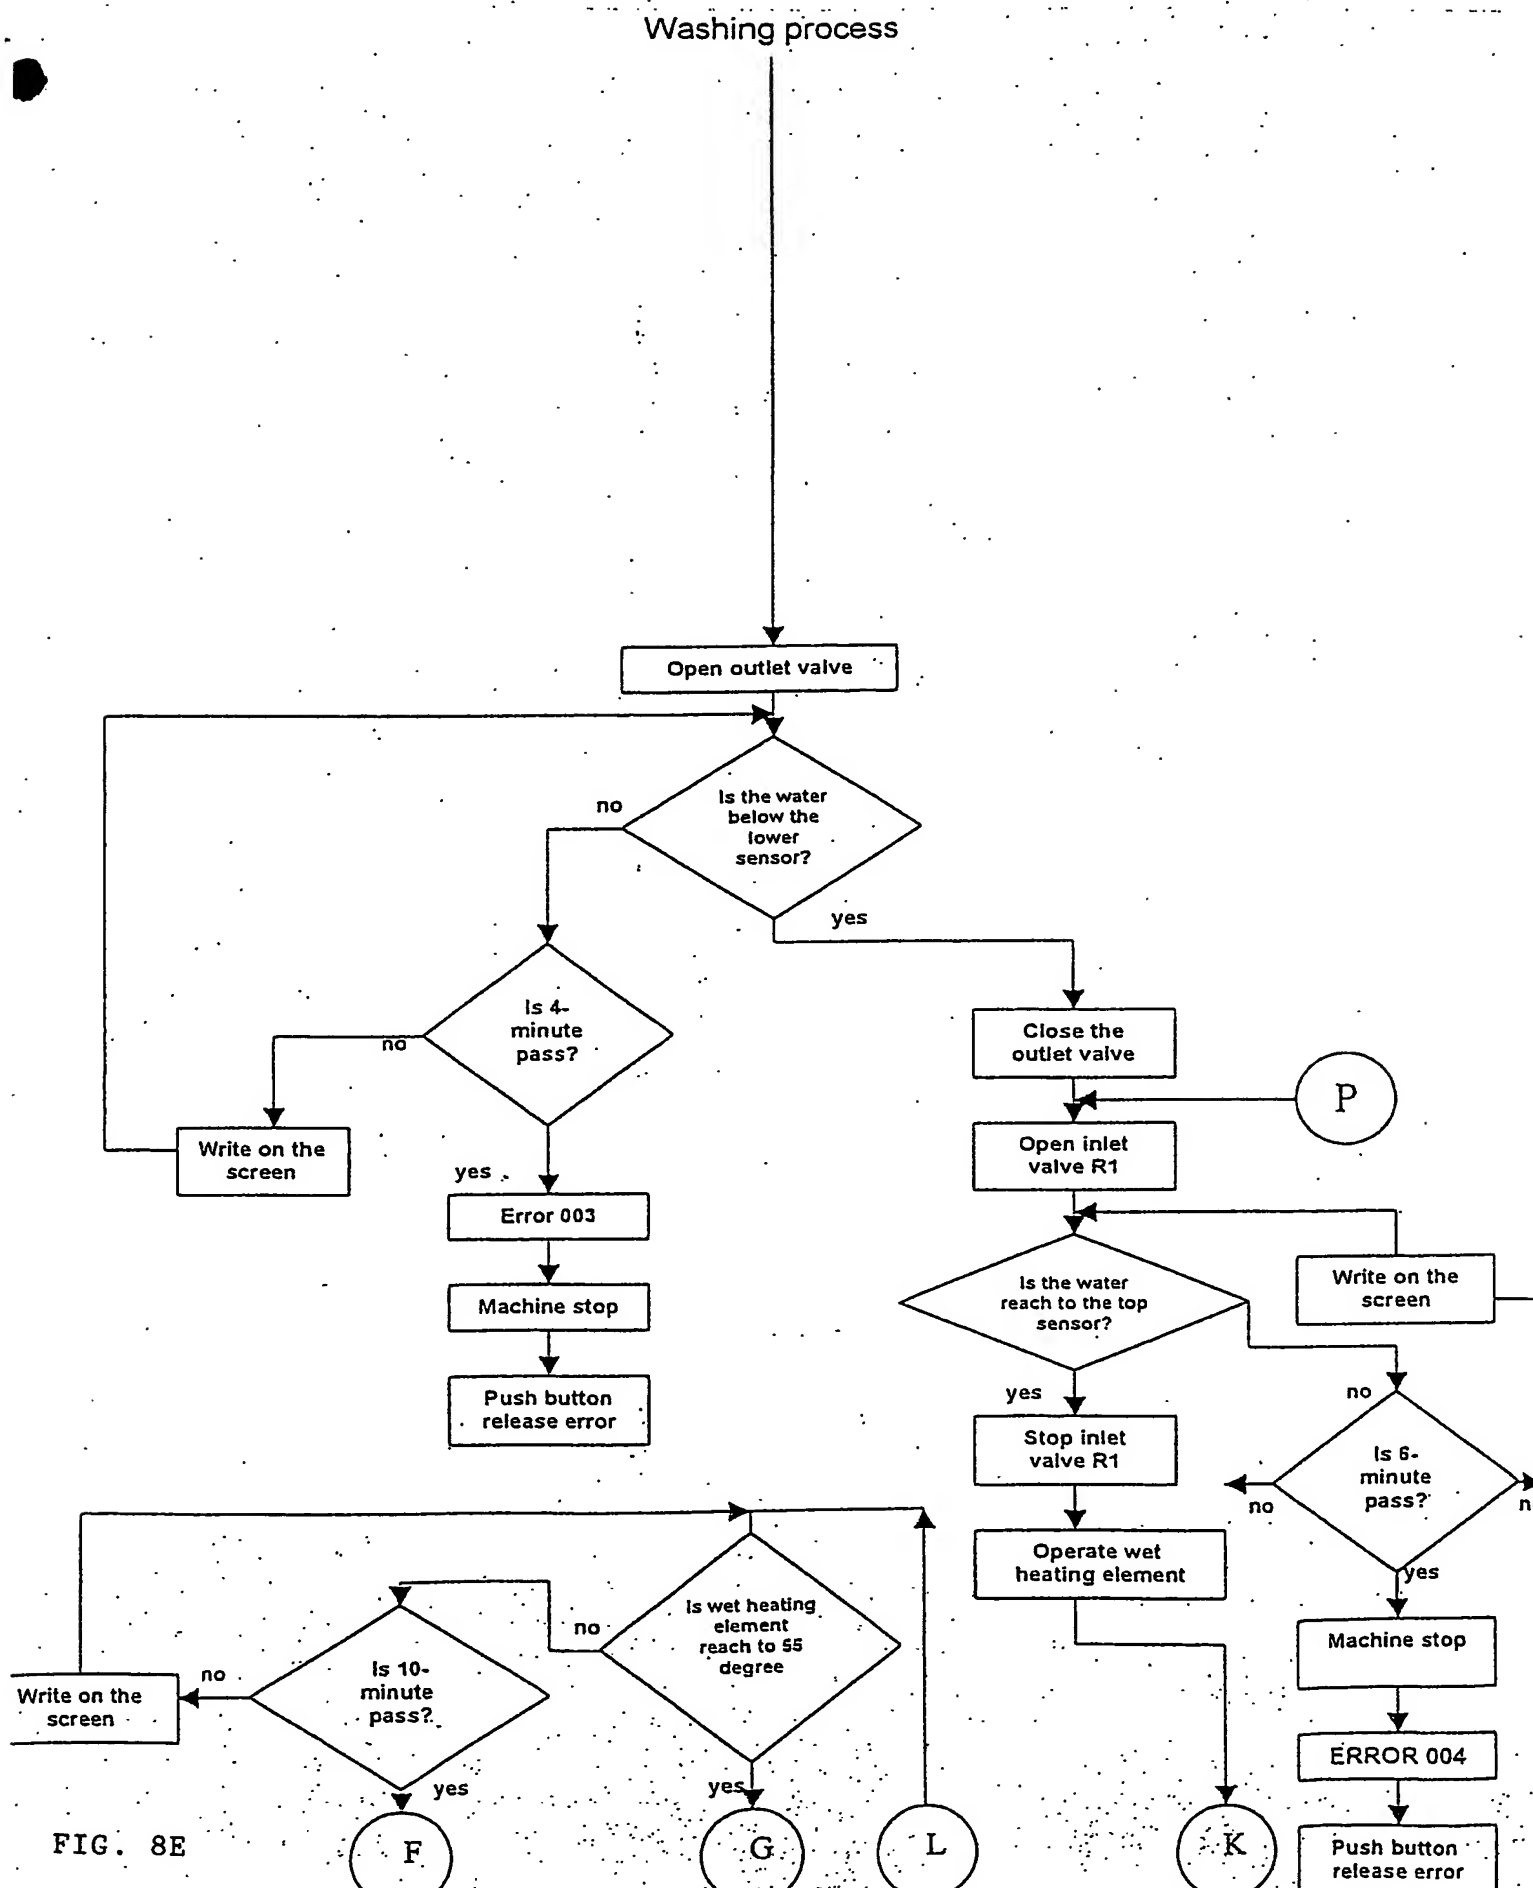 Washing process
Open outlet valve
no
Is the water
below the
lower
sensor?
yes
Is 4-
minute
pass?
no
Close the
outlet valve
P
Write on the
screen
Open inlet
valve R1
yes
Error 003
Machine stop
Is the water
reach to the top
sensor?
Write on the
screen
Push button
release error
yes
no
Stop inlet
valve R1
Is 6-
minute
pass?
no
n
Operate wet
heating element
yes
Is wet heating
element
reach to 55
degree
no
Machine stop
Is 10-
minute
pass?
no
Write on the
screen
ERROR 004
yes
yes
FIG. 8E
F
G
L
K
Push button
release error